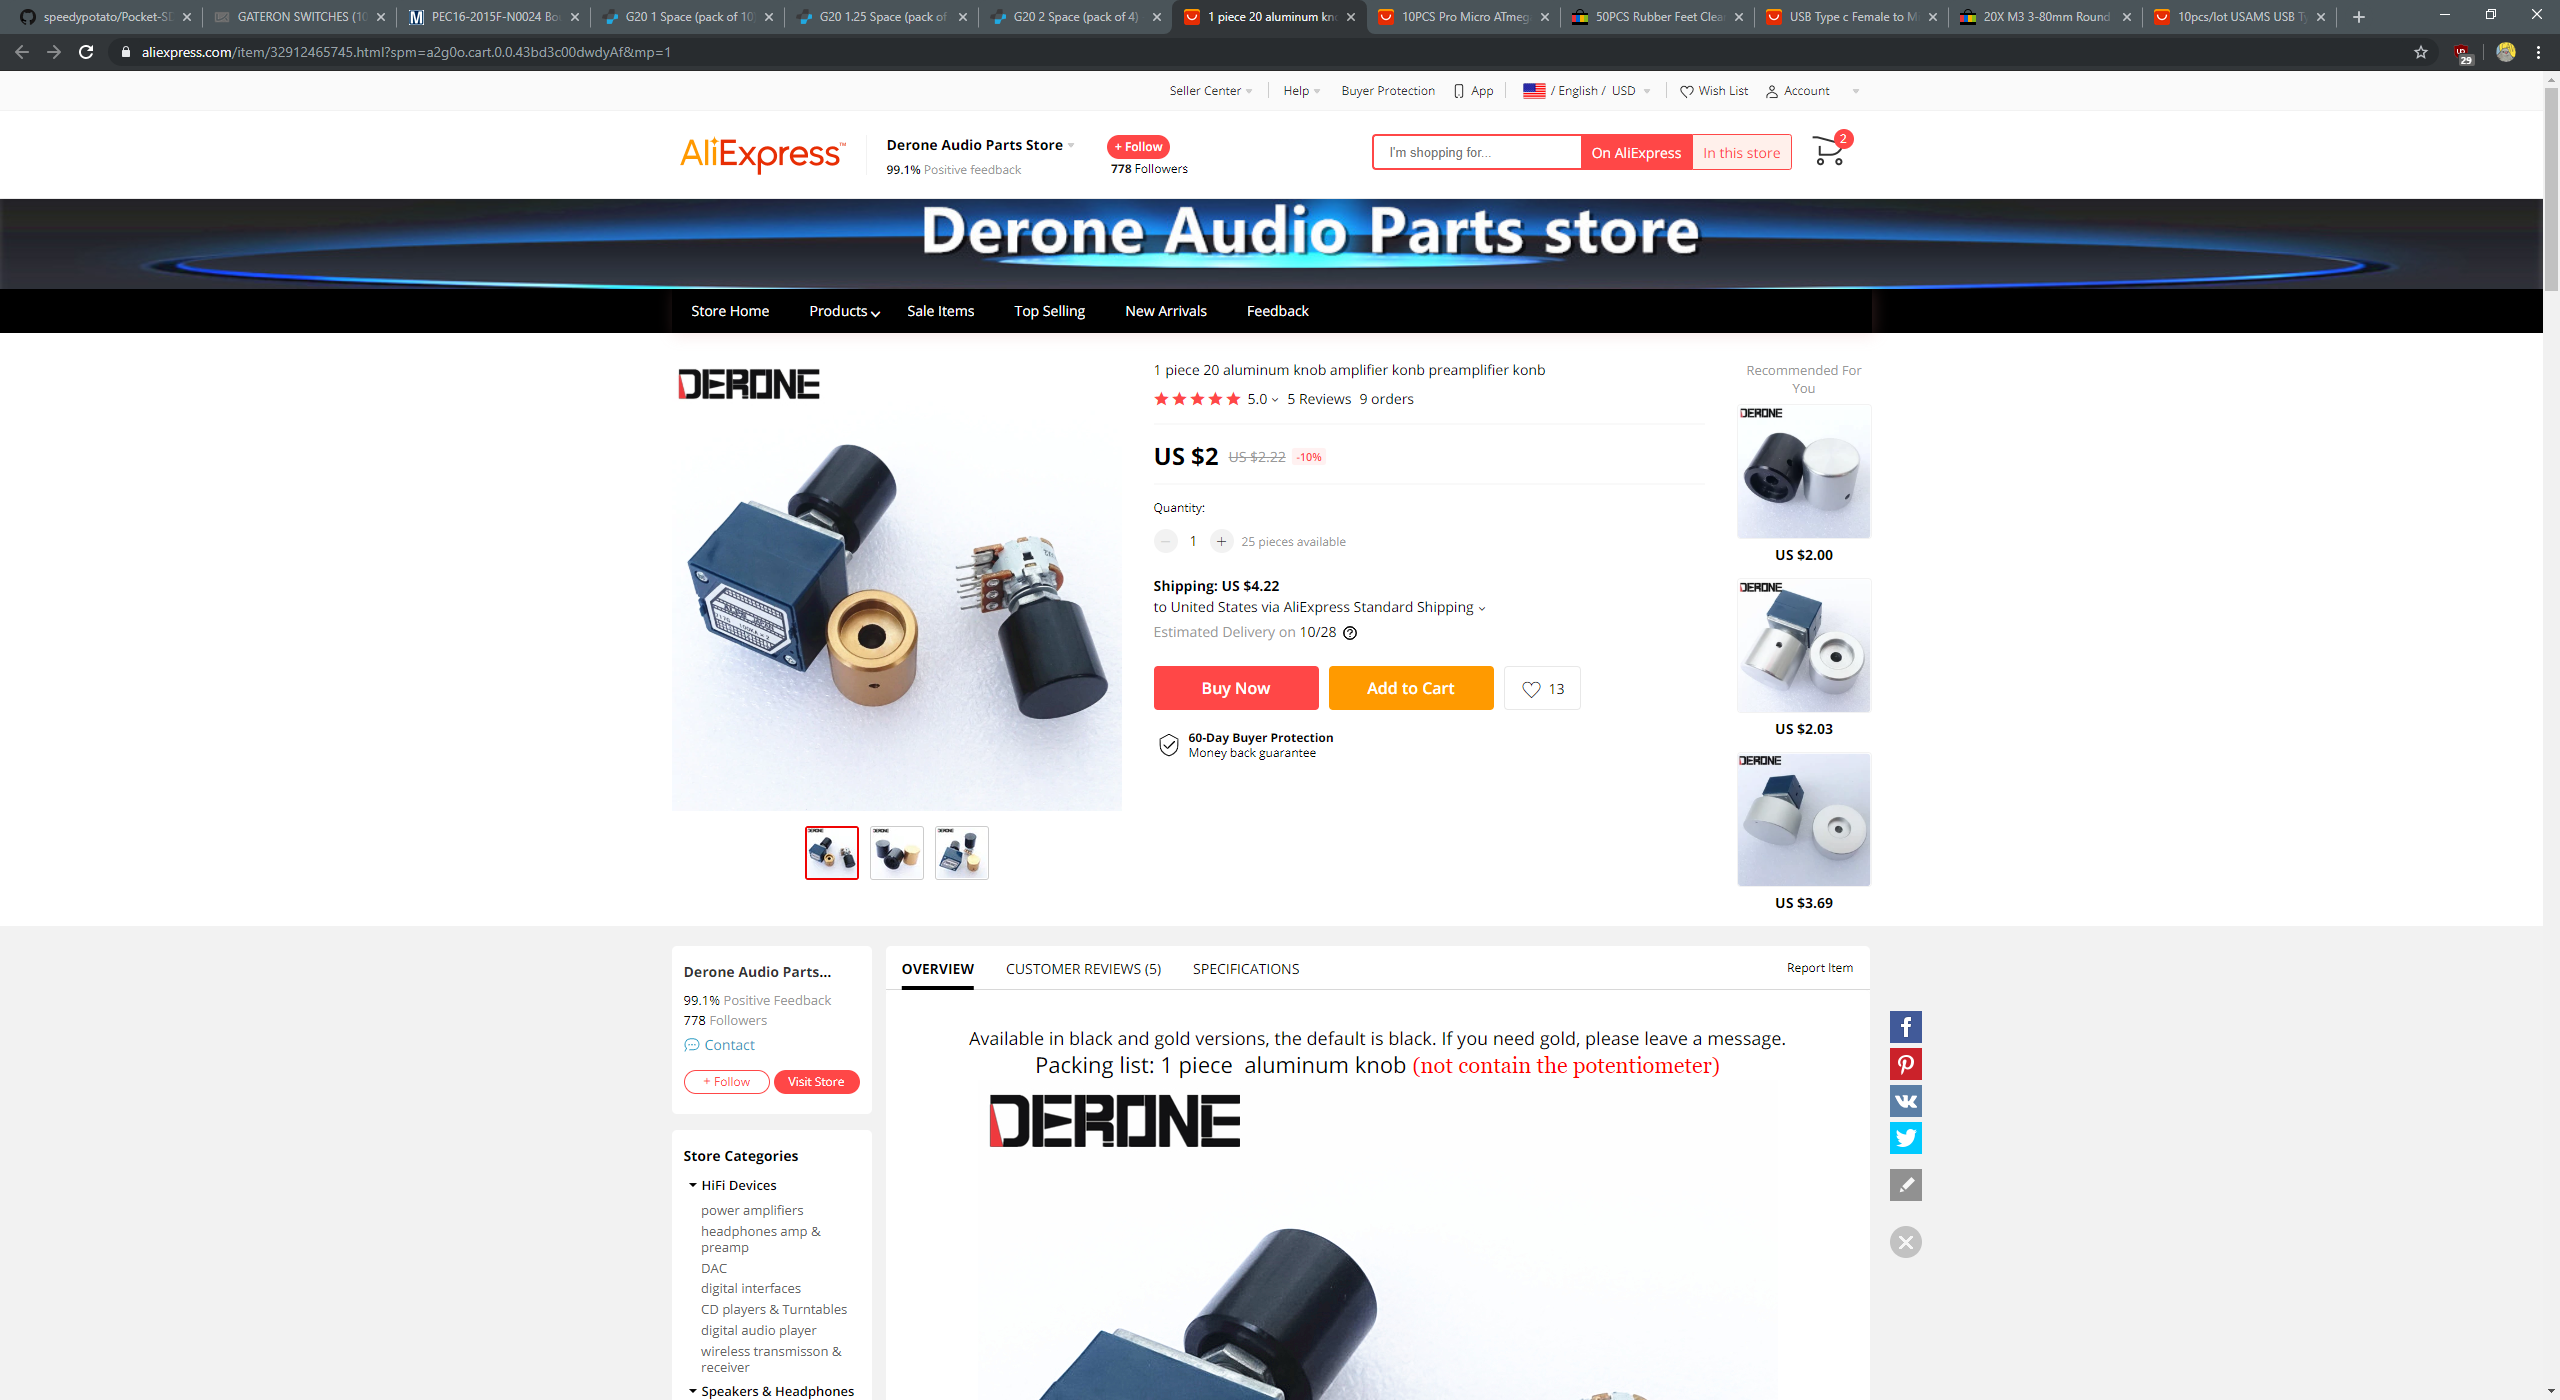 speedypotato/Pocket-SD
GATERON SWITCHES (10
PEC16-2015F-N0024 Bo
G20 1 Space (pack of 10)
G20 1.25 Space (pack of
G20 2 Space (pack of 4)
1 piece 20 aluminum kn
10PCS Pro Micro ATmeg
50PCS Rubber Feet Clea
USB Type c Female to M
20X M3 3-80mm Round
10pcs/lot USAMS USB Ty
aliexpress.com/item/32912465745.html?spm=a2g0o.cart.0.0.43bd3c00dwdyAf&mp=1
29
Seller Center
Help
Buyer Protection
App
/ English / USD
Wish List
Account
AliExpress™
Derone Audio Parts Store
99.1% Positive feedback
+ Follow
778 Followers
I'm shopping for...
On AliExpress
In this store
2
Derone Audio Parts store
Store Home
Products
Sale Items
Top Selling
New Arrivals
Feedback
DERONE
1 piece 20 aluminum knob amplifier konb preamplifier konb
5.0 5 Reviews 9 orders
US $2 US $2.22 -10%
Quantity:
1 25 pieces available
Shipping: US $4.22
to United States via AliExpress Standard Shipping
Estimated Delivery on 10/28
Buy Now
Add to Cart
13
60-Day Buyer Protection
Money back guarantee
Recommended For
You
DERONE
US $2.00
DERONE
US $2.03
DERONE
US $3.69
Derone Audio Parts...
99.1% Positive Feedback
778 Followers
Contact
+ Follow
Visit Store
Store Categories
HiFi Devices
power amplifiers
headphones amp &
preamp
DAC
digital interfaces
CD players & Turntables
digital audio player
wireless transmisson &
receiver
Speakers & Headphones
OVERVIEW
CUSTOMER REVIEWS (5)
SPECIFICATIONS
Report Item
Available in black and gold versions, the default is black. If you need gold, please leave a message.
Packing list: 1 piece aluminum knob (not contain the potentiometer)
DERONE